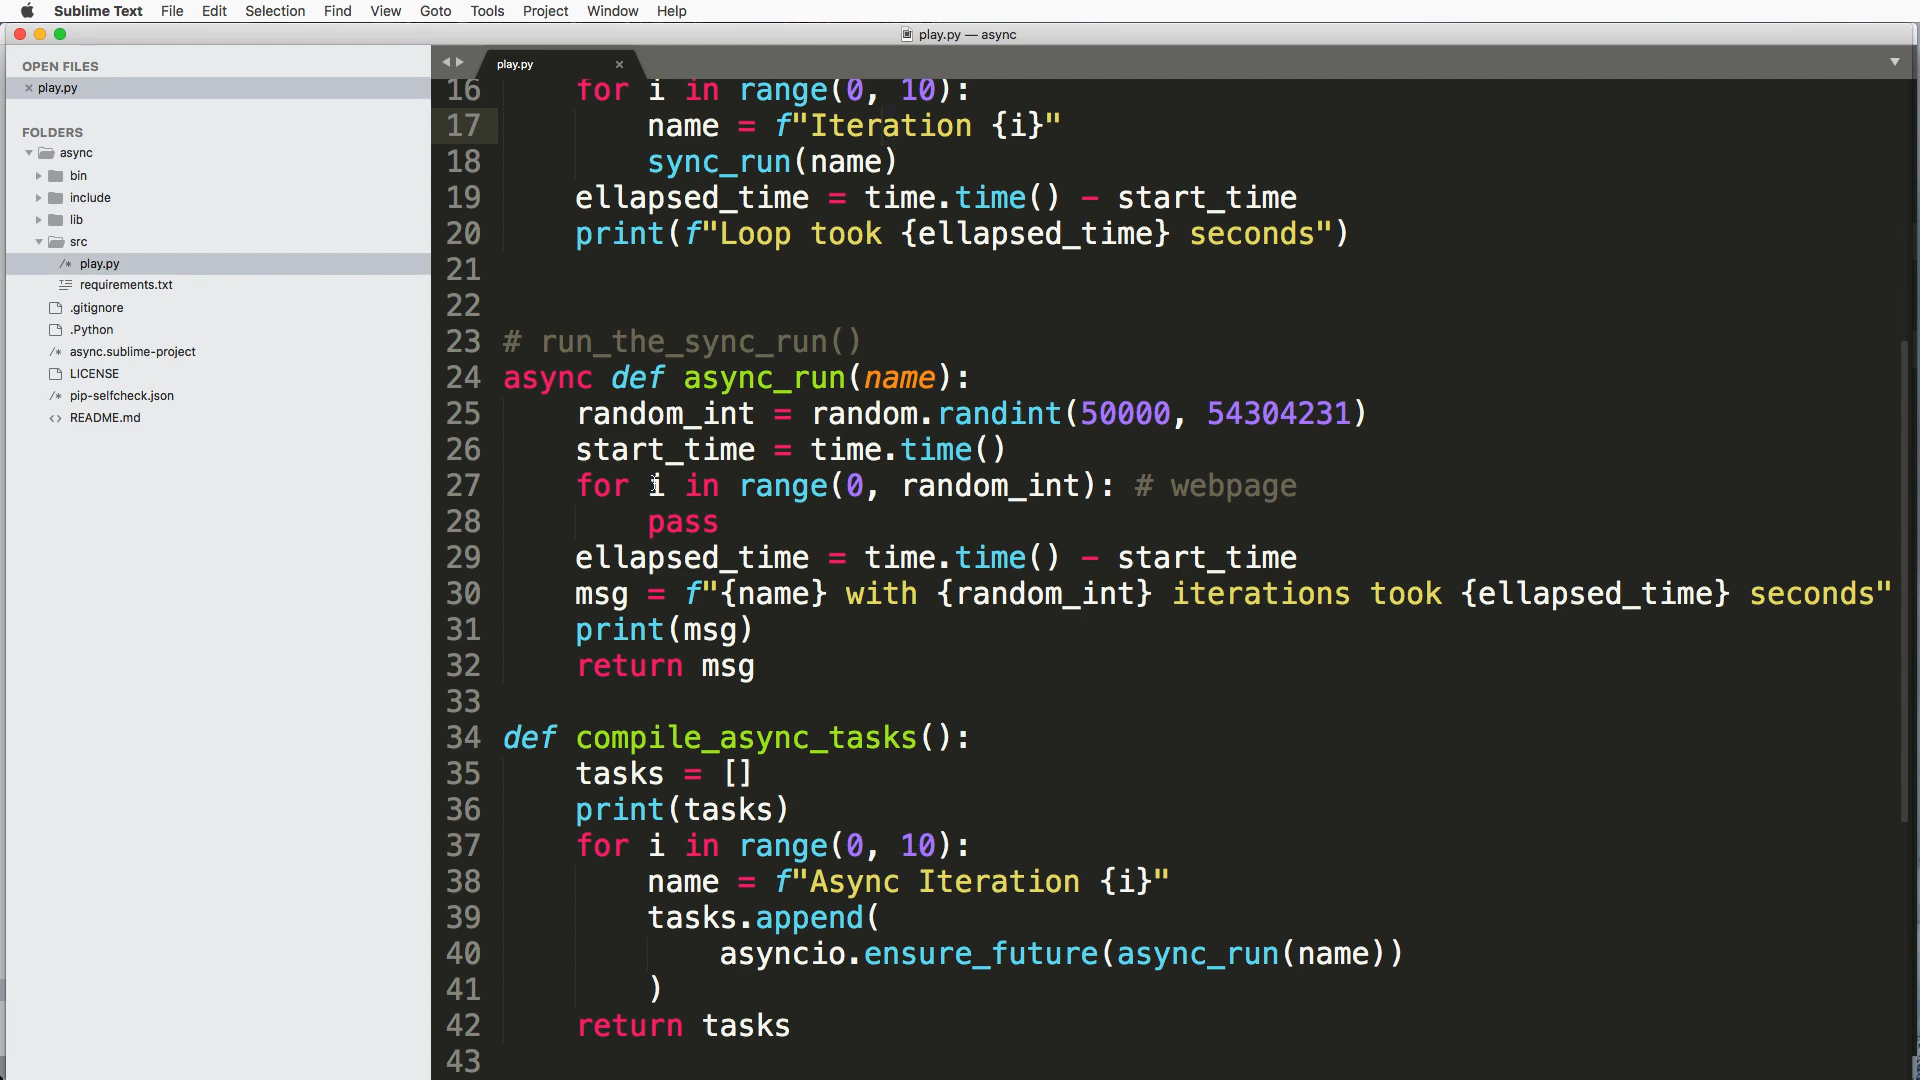 Sublime Text File Edit Selection Find View Goto Tools Project Window Help
play.py — async
OPEN FILES
play.py
FOLDERS
async
bin
include
lib
src
play.py
requirements.txt
.gitignore
.Python
async.sublime-project
LICENSE
pip-selfcheck.json
README.md
play.py
16 for i in range(0, 10):
17 name = f"Iteration {i}"
18 sync_run(name)
19 ellapsed_time = time.time() - start_time
20 print(f"Loop took {ellapsed_time} seconds")
21
22
23 # run_the_sync_run()
24 async def async_run(name):
25 random_int = random.randint(50000, 54304231)
26 start_time = time.time()
27 for i in range(0, random_int): # webpage
28 pass
29 ellapsed_time = time.time() - start_time
30 msg = f"{name} with {random_int} iterations took {ellapsed_time} seconds"
31 print(msg)
32 return msg
33
34 def compile_async_tasks():
35 tasks = []
36 print(tasks)
37 for i in range(0, 10):
38 name = f"Async Iteration {i}"
39 tasks.append(
40 asyncio.ensure_future(async_run(name))
41 )
42 return tasks
43